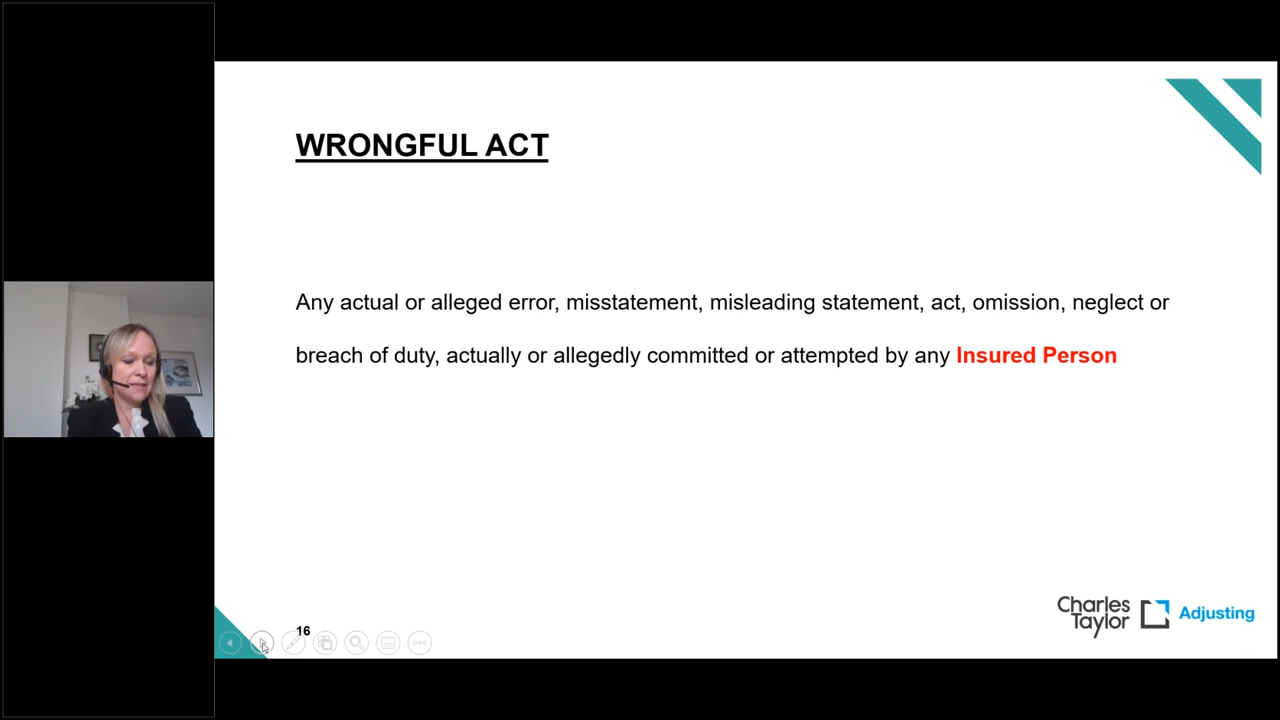 WRONGFUL ACT
Any actual or alleged error, misstatement, misleading statement, act, omission, neglect or
breach of duty, actually or allegedly committed or attempted by any Insured Person
16
Charles
Taylor
Adjusting